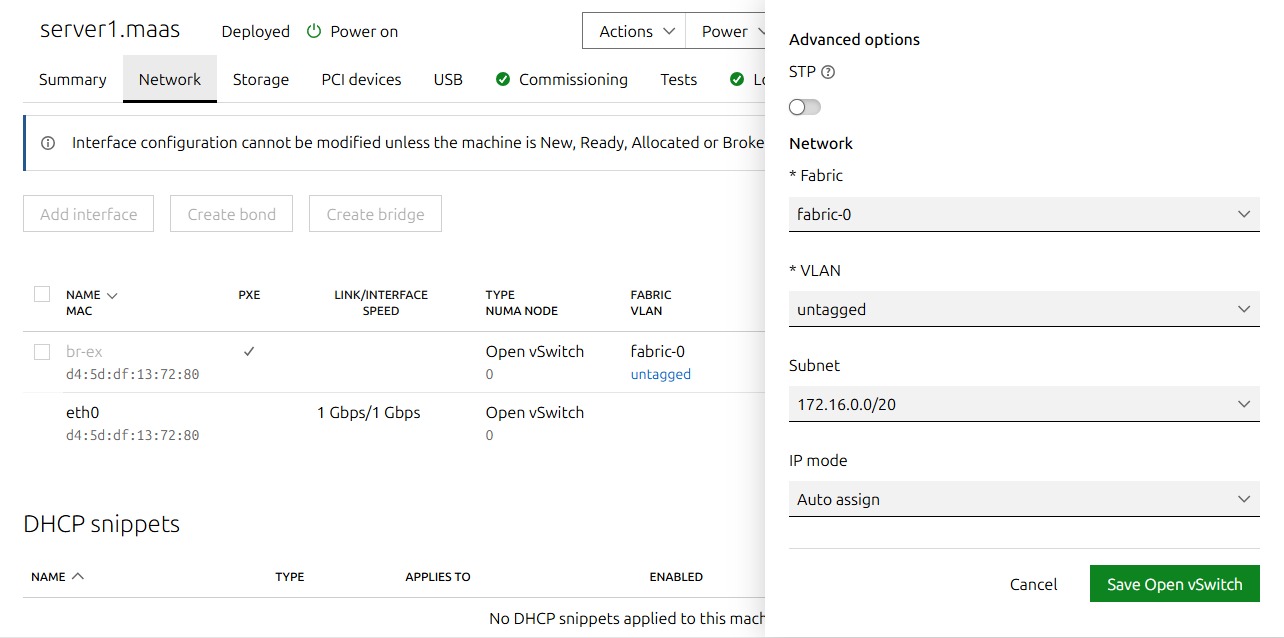 server1.maas Deployed Power on Actions Power
Summary Network Storage PCI devices USB Commissioning Tests
Interface configuration cannot be modified unless the machine is New, Ready, Allocated or Broke
Add interface Create bond Create bridge
NAME PXE LINK/INTERFACE TYPE FABRIC
MAC SPEED NUMA NODE VLAN
br-ex Open vSwitch fabric-0
d4:5d:df:13:72:80 0 untagged
eth0 1 Gbps/1 Gbps Open vSwitch
d4:5d:df:13:72:80 0
DHCP snippets
NAME TYPE APPLIES TO ENABLED
No DHCP snippets applied to this mach
Advanced options
STP
Network
* Fabric
fabric-0
* VLAN
untagged
Subnet
172.16.0.0/20
IP mode
Auto assign
Cancel Save Open vSwitch